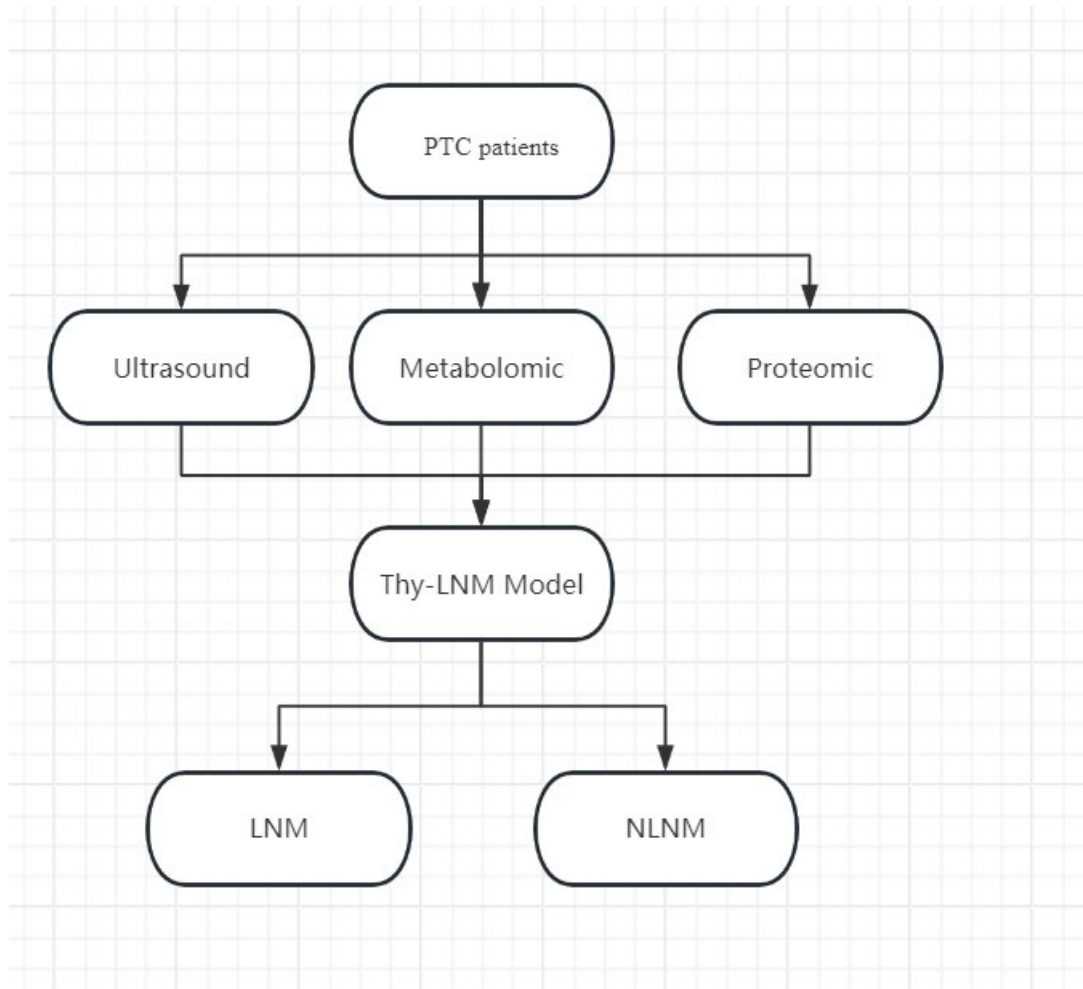 PTC patients
Ultrasound
Metabolomic
Proteomic
Thy-LNM Model
LNM
NLNM